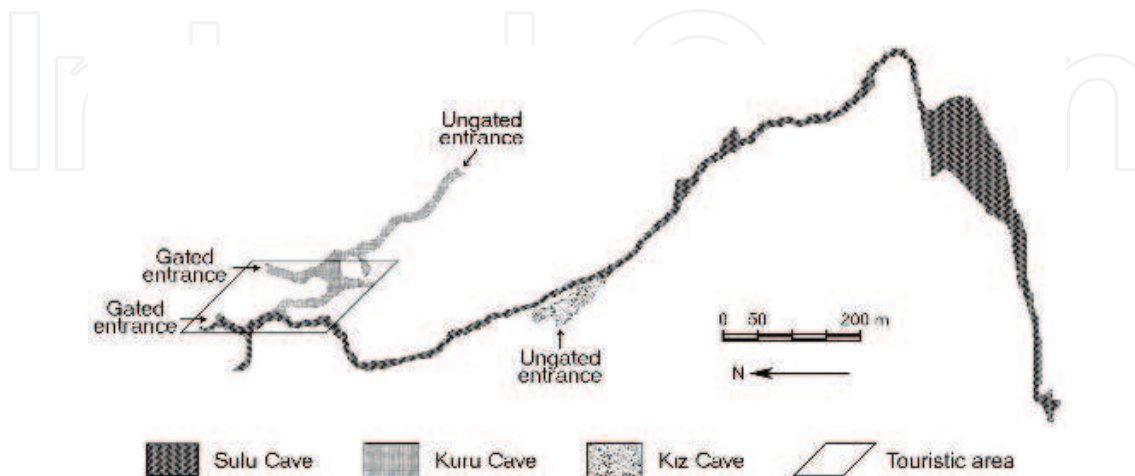 Ungated
entrance
Gated
entrance
Gated
entrance
Ungated
entrance
0 50 200 m
N
Sulu Cave
Kuru Cave
Kız Cave
Touristic area